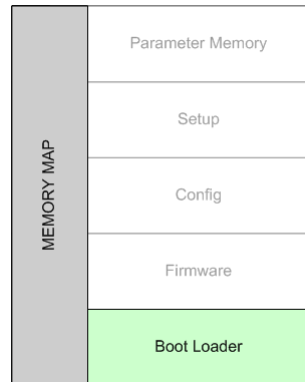 MEMORY MAP
Parameter Memory
Setup
Config
Firmware
Boot Loader